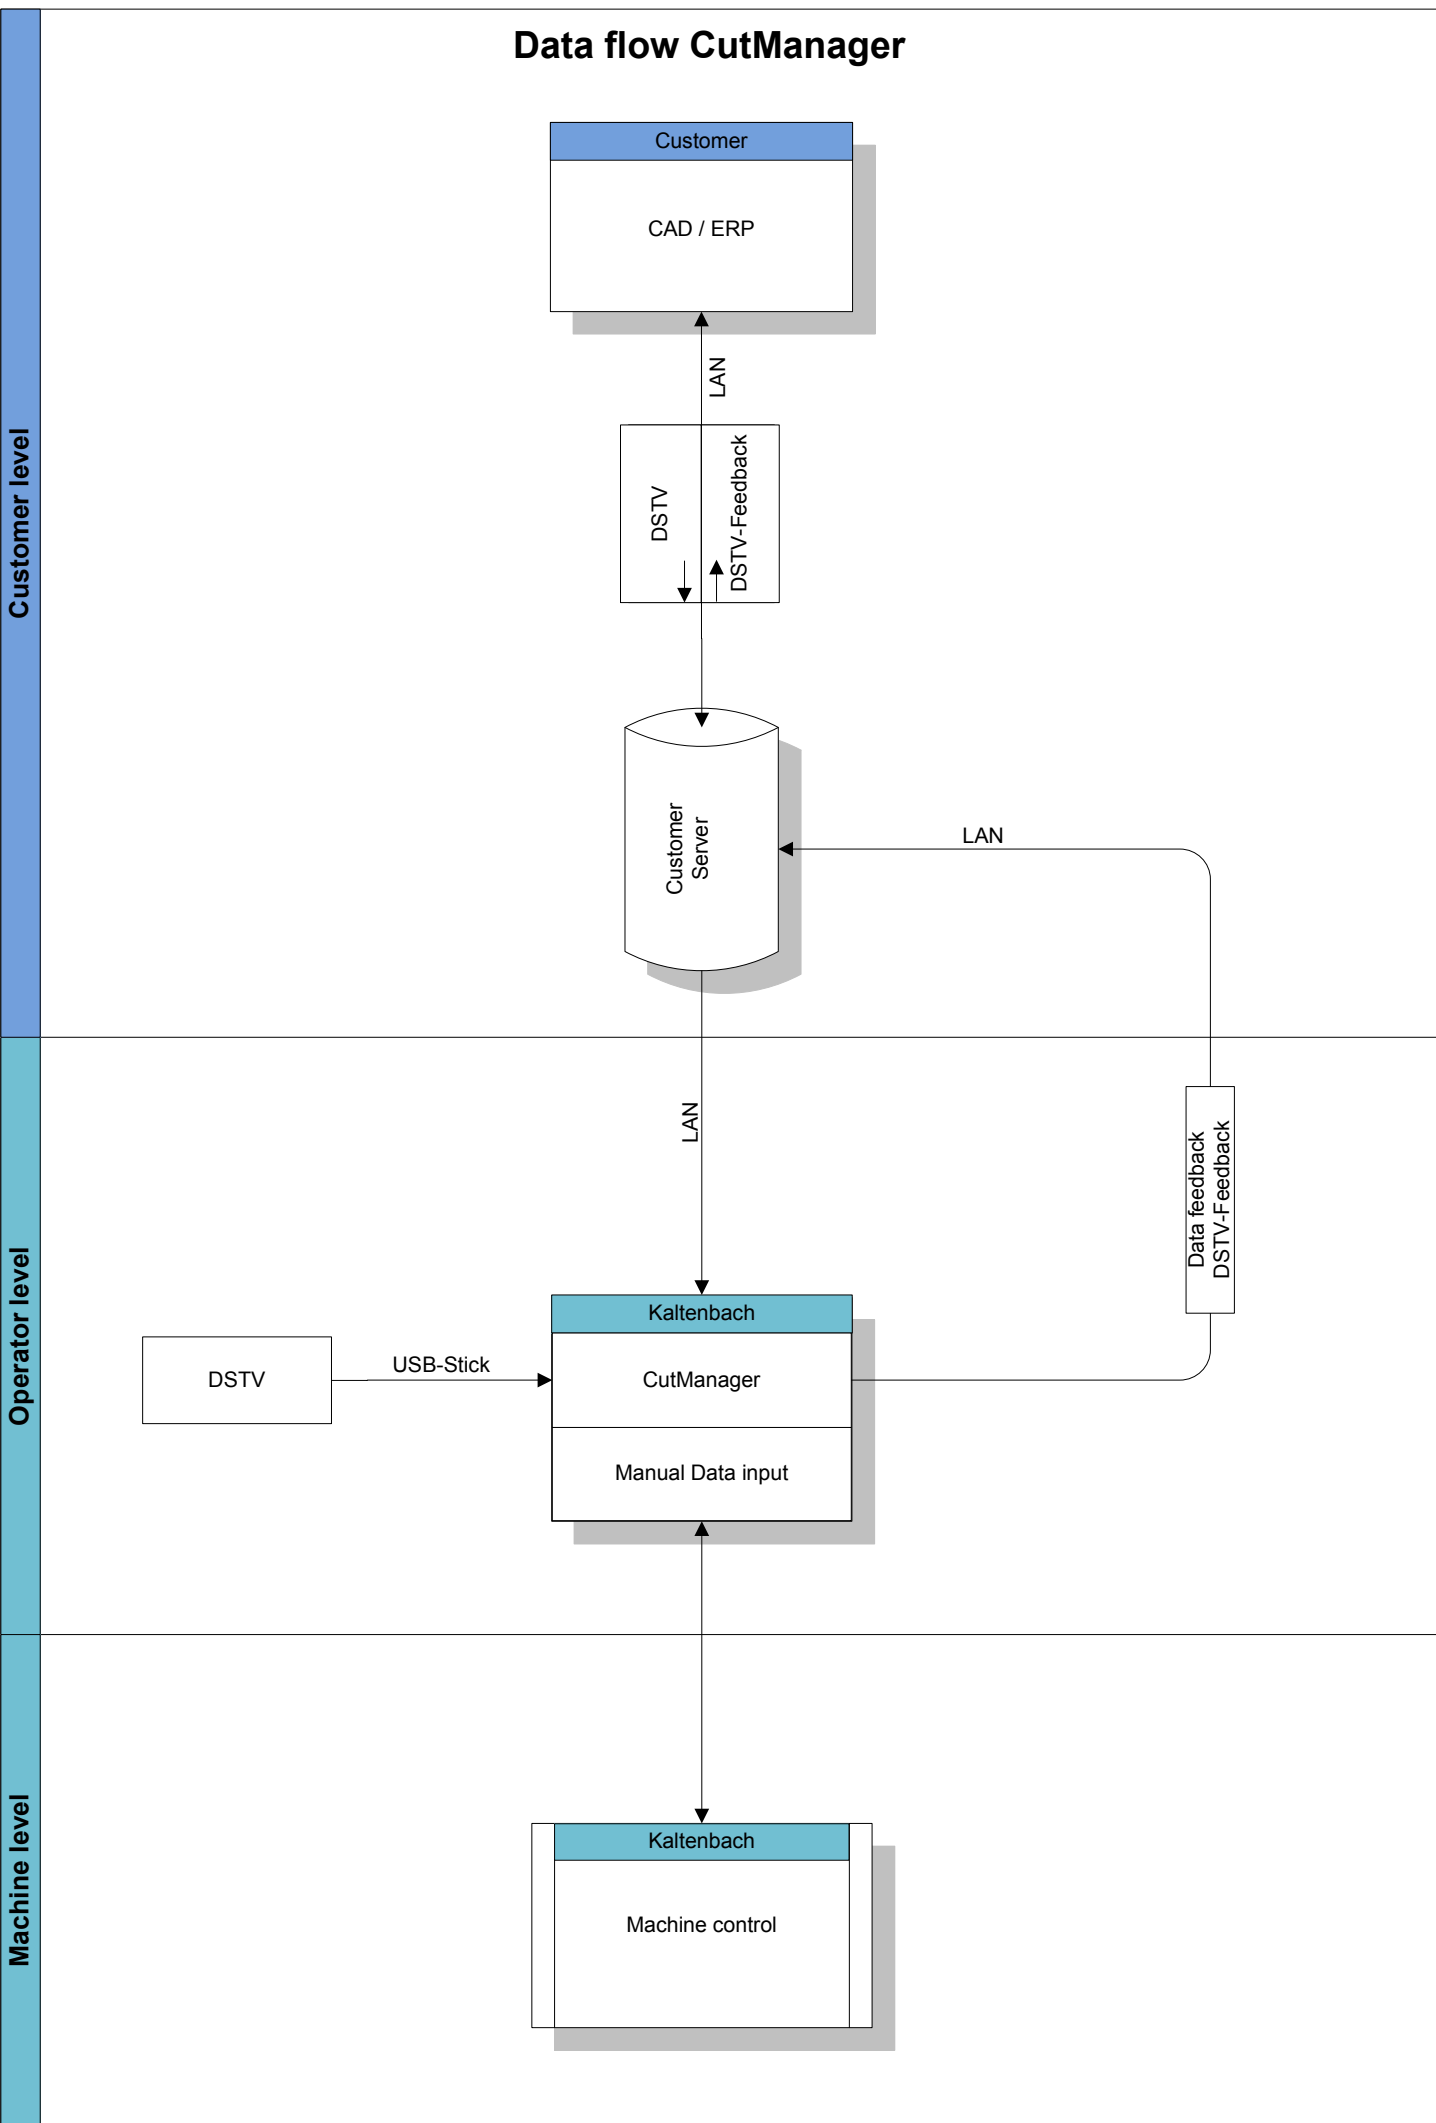 Data flow CutManager
Customer level
Customer
CAD / ERP
LAN
DSTV
DSTV-Feedback
Customer
Server
LAN
Operator level
LAN
Data feedback
DSTV-Feedback
Kaltenbach
DSTV
USB-Stick
CutManager
Manual Data input
Machine level
Kaltenbach
Machine control